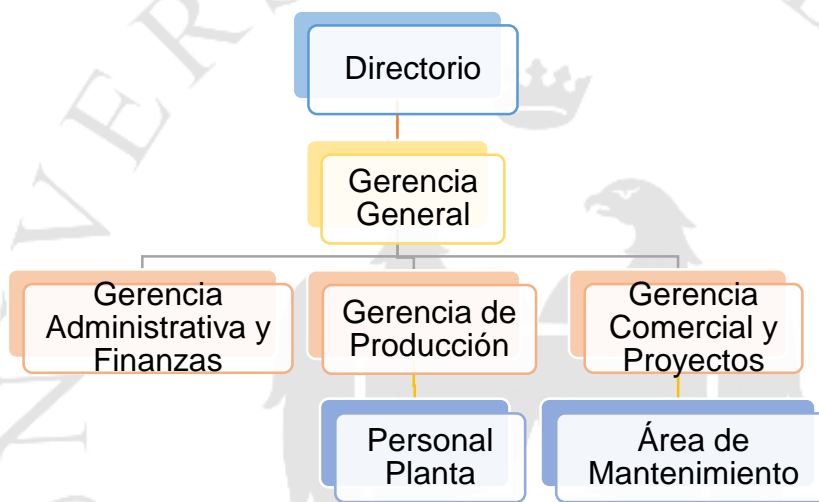 Directorio
Gerencia
General
Gerencia
Administrativa y
Finanzas
Gerencia de
Producción
Gerencia
Comercial y
Proyectos
Personal
Planta
Área de
Mantenimiento